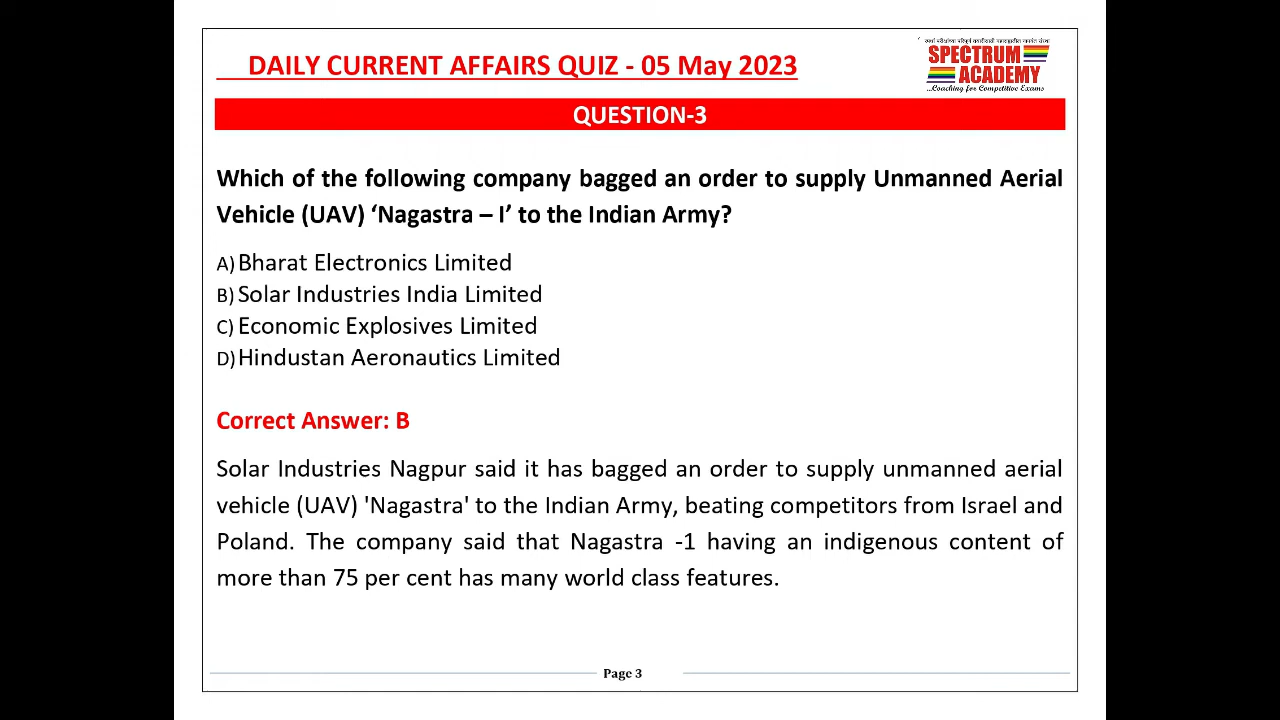 DAILY CURRENT AFFAIRS QUIZ - 05 May 2023
SPECTRUM
ACADEMY
...Coaching for Competitive Exams
QUESTION-3
Which of the following company bagged an order to supply Unmanned Aerial
Vehicle (UAV) ‘Nagastra – I’ to the Indian Army?
A) Bharat Electronics Limited
B) Solar Industries India Limited
C) Economic Explosives Limited
D) Hindustan Aeronautics Limited
Correct Answer: B
Solar Industries Nagpur said it has bagged an order to supply unmanned aerial
vehicle (UAV) 'Nagastra' to the Indian Army, beating competitors from Israel and
Poland. The company said that Nagastra -1 having an indigenous content of
more than 75 per cent has many world class features.
Page 3